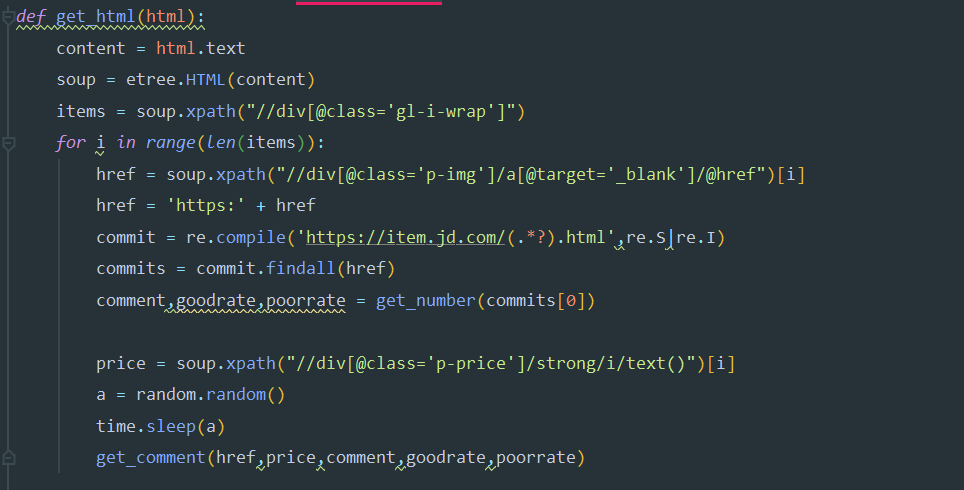 def get_html(html):
    content = html.text
    soup = etree.HTML(content)
    items = soup.xpath("//div[@class='gl-i-wrap']")
    for i in range(len(items)):
        href = soup.xpath("//div[@class='p-img']/a[@target='_blank']/@href")[i]
        href = 'https:' + href
        commit = re.compile('https://item.jd.com/(.*?).html',re.S|re.I)
        commits = commit.findall(href)
        comment,goodrate,poorrate = get_number(commits[0])

        price = soup.xpath("//div[@class='p-price']/strong/i/text()")[i]
        a = random.random()
        time.sleep(a)
        get_comment(href,price,comment,goodrate,poorrate)